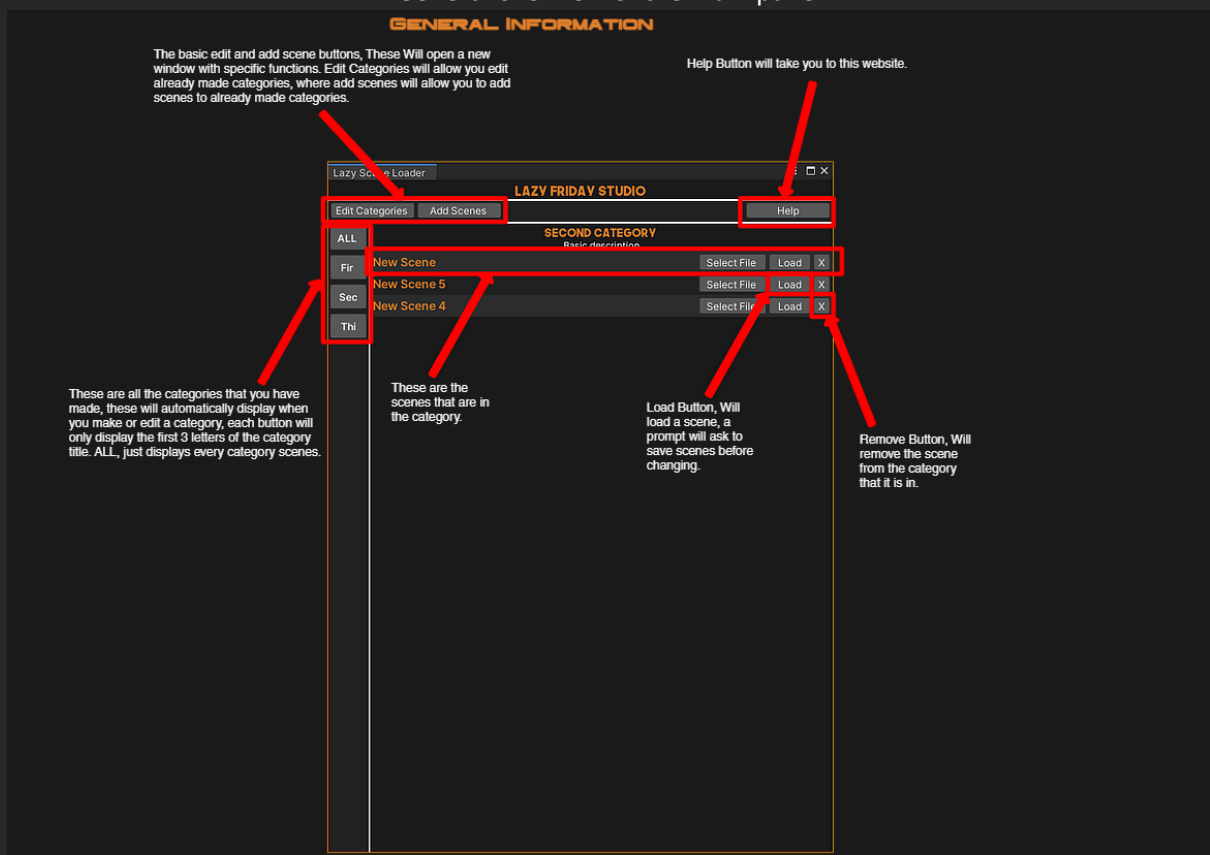 General Information
The basic edit and add scene buttons, These Will open a new
window with specific functions. Edit Categories will allow you edit
already made categories, where add scenes will allow you to add
scenes to already made categories.
Help Button will take you to this website.
Lazy Scene Loader
LAZY FRIDAY STUDIO
Edit Categories Add Scenes Help
SECOND CATEGORY
Basic description
ALL
Fir
Sec
Thi
New Scene Select File Load X
New Scene 5 Select File Load X
New Scene 4 Select File Load X
These are all the categories that you have
made, these will automatically display when
you make or edit a category, each button will
only display the first 3 letters of the category
title. ALL, just displays every category scenes.
These are the
scenes that are in
the category.
Load Button, Will
load a scene, a
prompt will ask to
save scenes before
changing.
Remove Button, Will
remove the scene
from the category
that it is in.